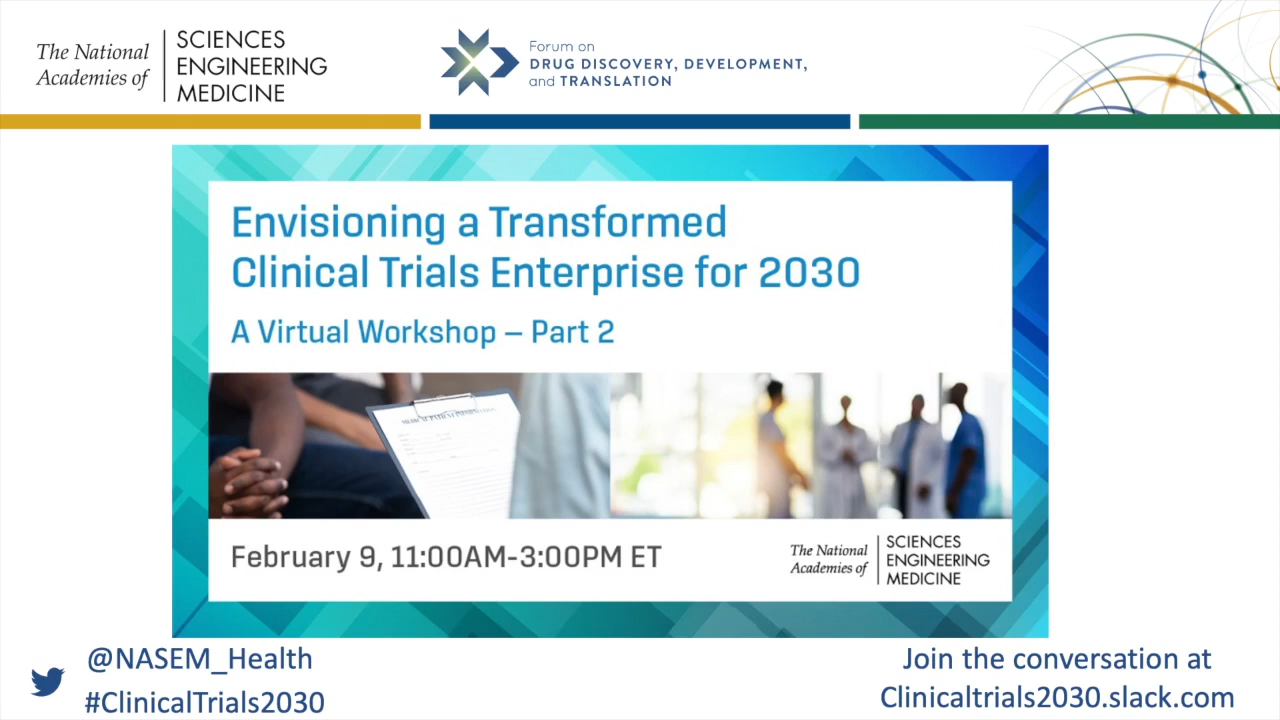 The National
Academies of
SCIENCES
ENGINEERING
MEDICINE
Forum on
DRUG DISCOVERY, DEVELOPMENT,
and TRANSLATION
Envisioning a Transformed
Clinical Trials Enterprise for 2030
A Virtual Workshop – Part 2
February 9, 11:00AM-3:00PM ET
The National
Academies of
SCIENCES
ENGINEERING
MEDICINE
@NASEM_Health
#ClinicalTrials2030
Join the conversation at
Clinicaltrials2030.slack.com